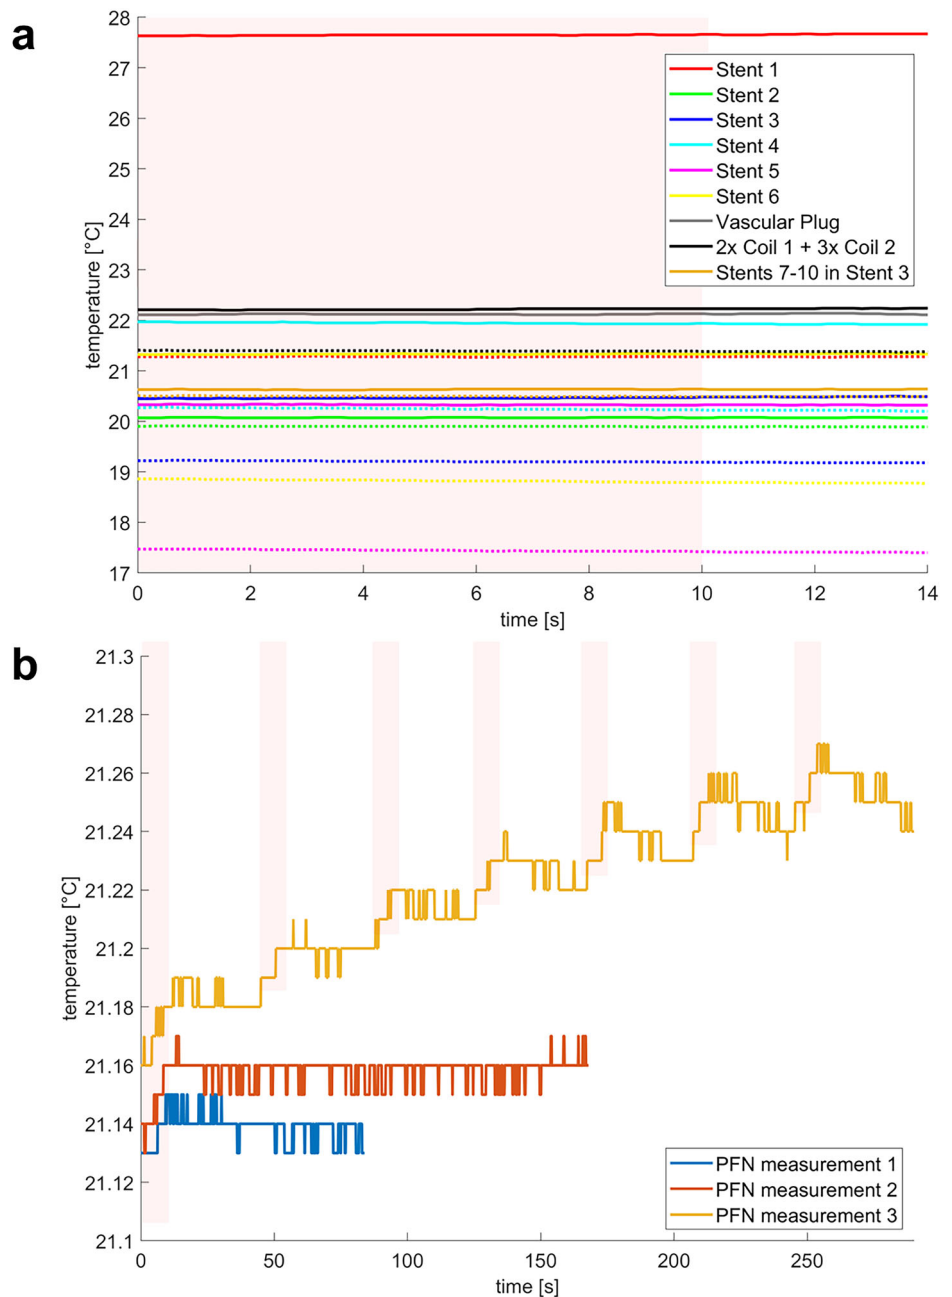 a
28
27
26
25
24
23
22
21
20
19
18
17
temperature [°C]
0 2 4 6 8 10 12 14
time [s]
Stent 1
Stent 2
Stent 3
Stent 4
Stent 5
Stent 6
Vascular Plug
2x Coil 1 + 3x Coil 2
Stents 7-10 in Stent 3
b
21.3
21.28
21.26
21.24
21.22
21.2
21.18
21.16
21.14
21.12
21.1
temperature [°C]
0 50 100 150 200 250
time [s]
PFN measurement 1
PFN measurement 2
PFN measurement 3